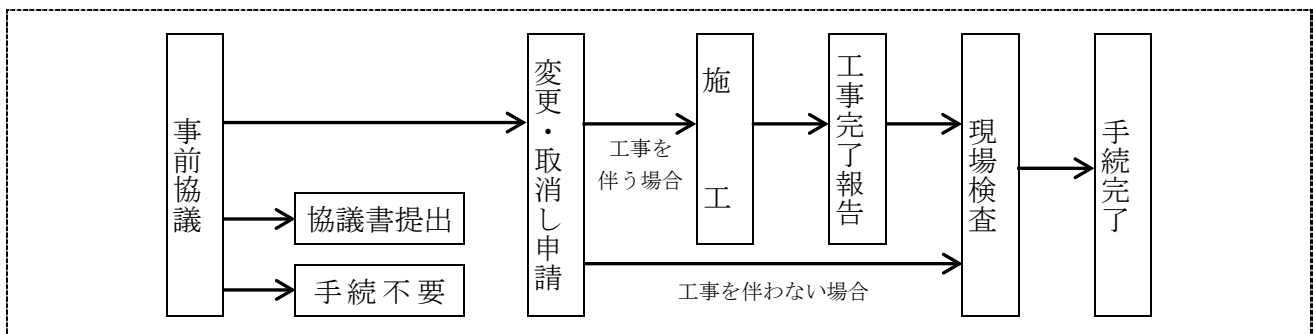 事前協議
協議書提出
手続不要
変更・取消し申請
工事を
伴う場合
工事を伴わない場合
施工
工事完了報告
現場検査
手続完了